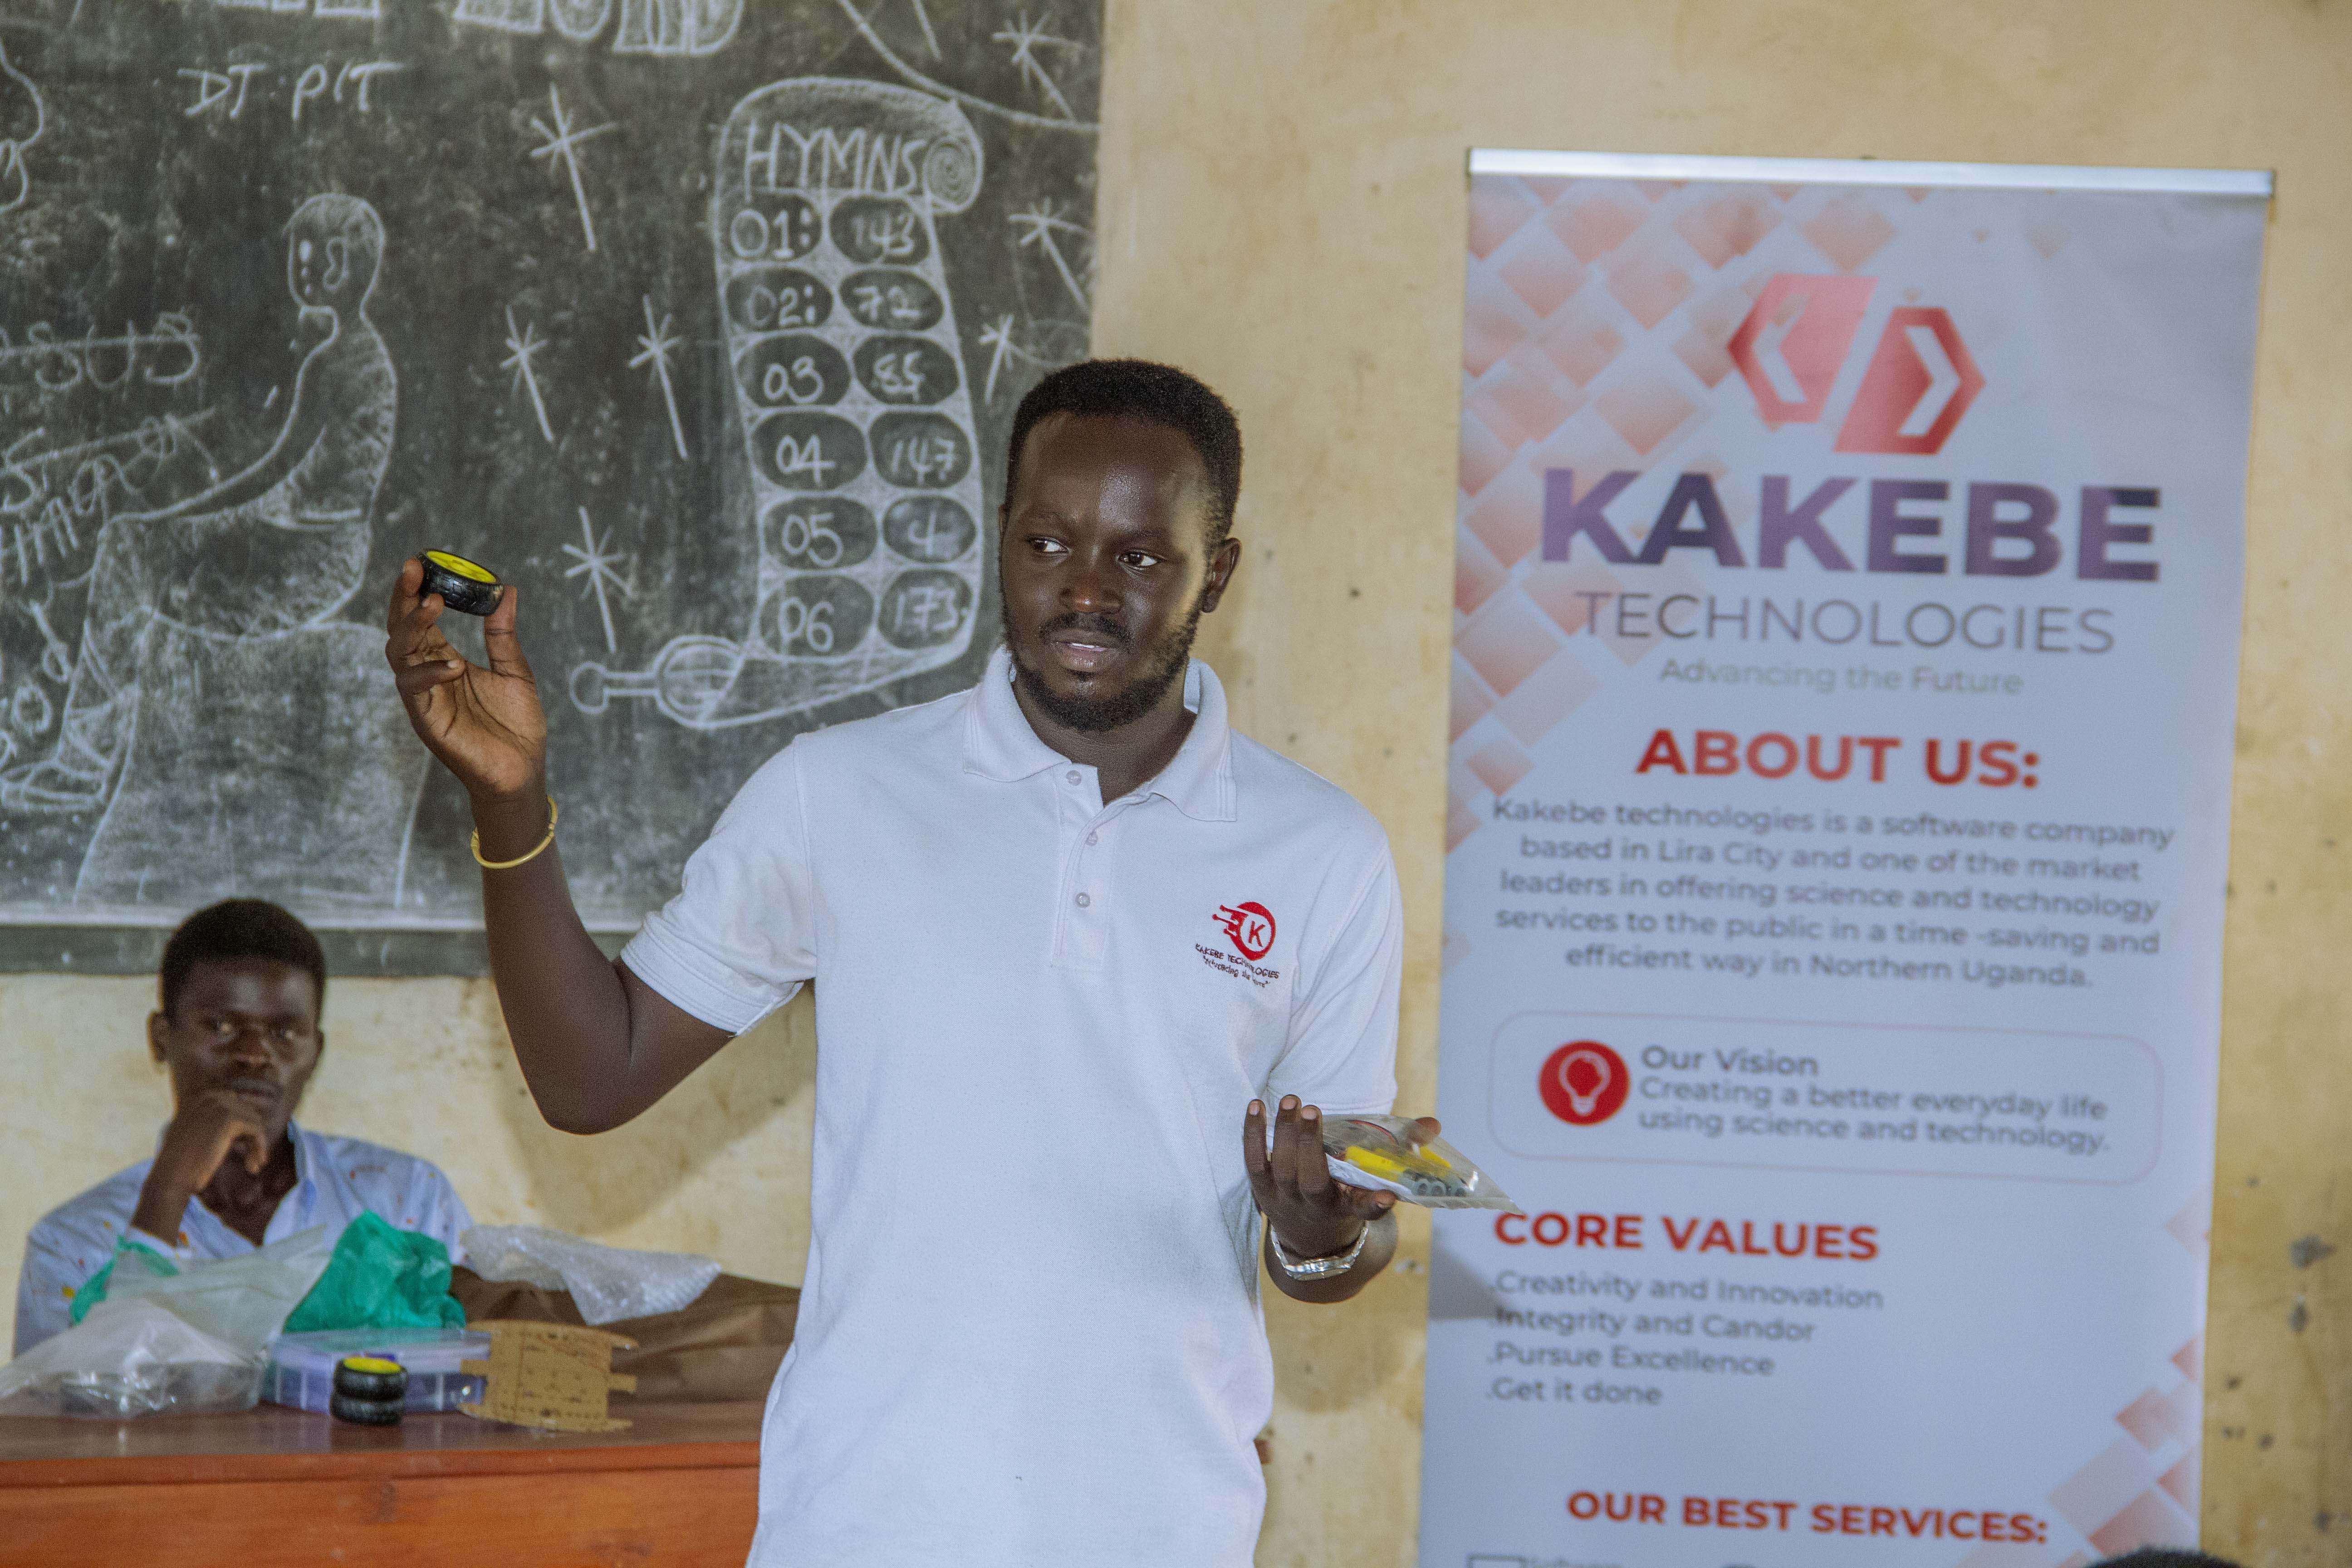 DJ PIT
HYMNS
01: 143
02: 72
03
04 147
05 4
06 173
K
KAKEBE TECHNOLOGIES
KAKEBE
TECHNOLOGIES
Advancing the Future
ABOUT US:
Kakebe technologies is a software company
based in Lira City and one of the market
leaders in offering science and technology
services to the public in a time -saving and
efficient way in Northern Uganda.
Our Vision
Creating a better everyday life
using science and technology.
CORE VALUES
.Creativity and Innovation
.Integrity and Candor
.Pursue Excellence
.Get it done
OUR BEST SERVICES: